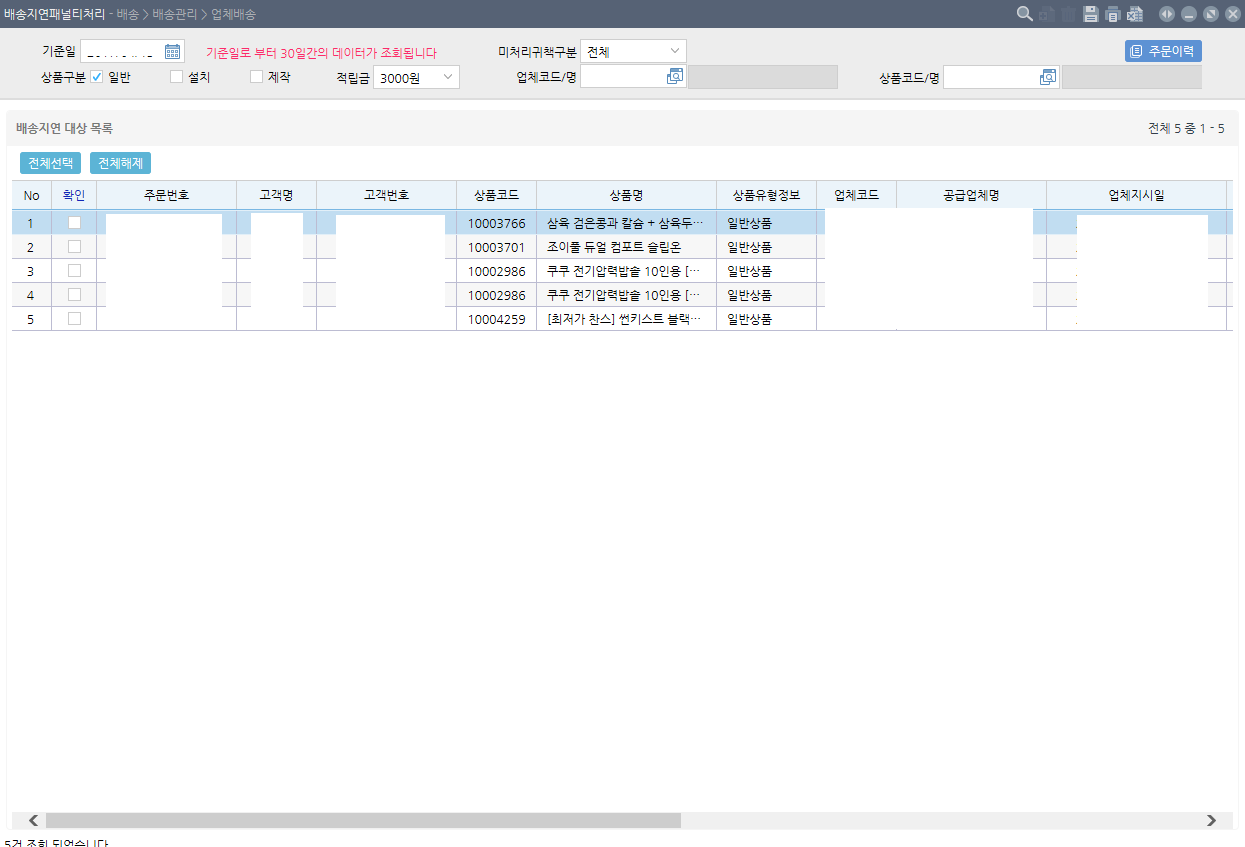 배송지연패널티처리 - 배송 > 배송관리 > 업체배송
기준일 기준일로 부터 30일간의 데이터가 조회됩니다 미처리귀책구분 전체 주문이력
상품구분 일반 설치 제작 적립금 3000원 업체코드/명 상품코드/명
배송지연 대상 목록 전체 5 중 1 - 5
전체선택 전체해제
No 확인 주문번호 고객명 고객번호 상품코드 상품명 상품유형정보 업체코드 공급업체명 업체지시일
1 10003766 삼육 검은콩과 칼슘 + 삼육두… 일반상품
2 10003701 조이풀 듀얼 컴포트 슬립온 일반상품
3 10002986 쿠쿠 전기압력밥솥 10인용 [… 일반상품
4 10002986 쿠쿠 전기압력밥솥 10인용 [… 일반상품
5 10004259 [최저가 찬스] 썬키스트 블랙… 일반상품
5건 조회 되었습니다